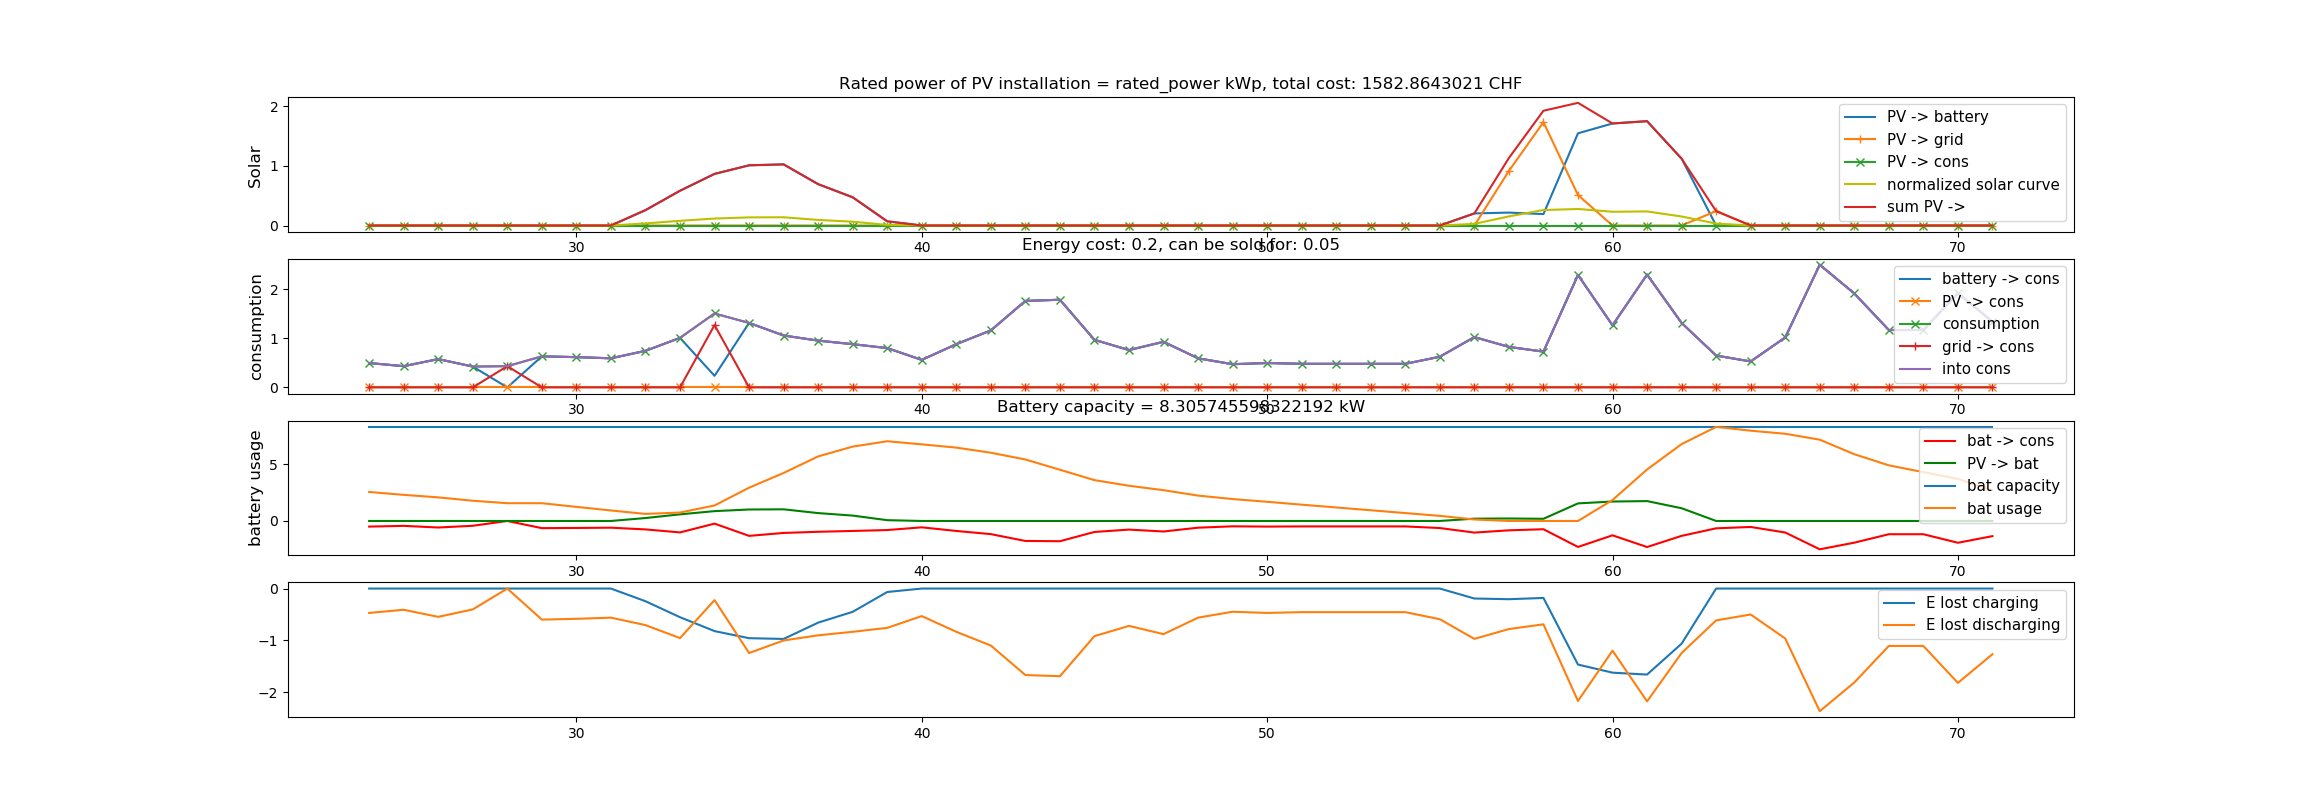 Rated power of PV installation = rated_power kWp, total cost: 1582.8643021 CHF
Solar
2
1
0
PV -> battery
PV -> grid
PV -> cons
normalized solar curve
sum PV ->
30 40 50 60 70
Energy cost: 0.2, can be sold for: 0.05
consumption
2
1
0
battery -> cons
PV -> cons
consumption
grid -> cons
into cons
30 40 50 60 70
Battery capacity = 8.305745598322192 kW
battery usage
5
0
bat -> cons
PV -> bat
bat capacity
bat usage
30 40 50 60 70
0
−1
−2
E lost charging
E lost discharging
30 40 50 60 70